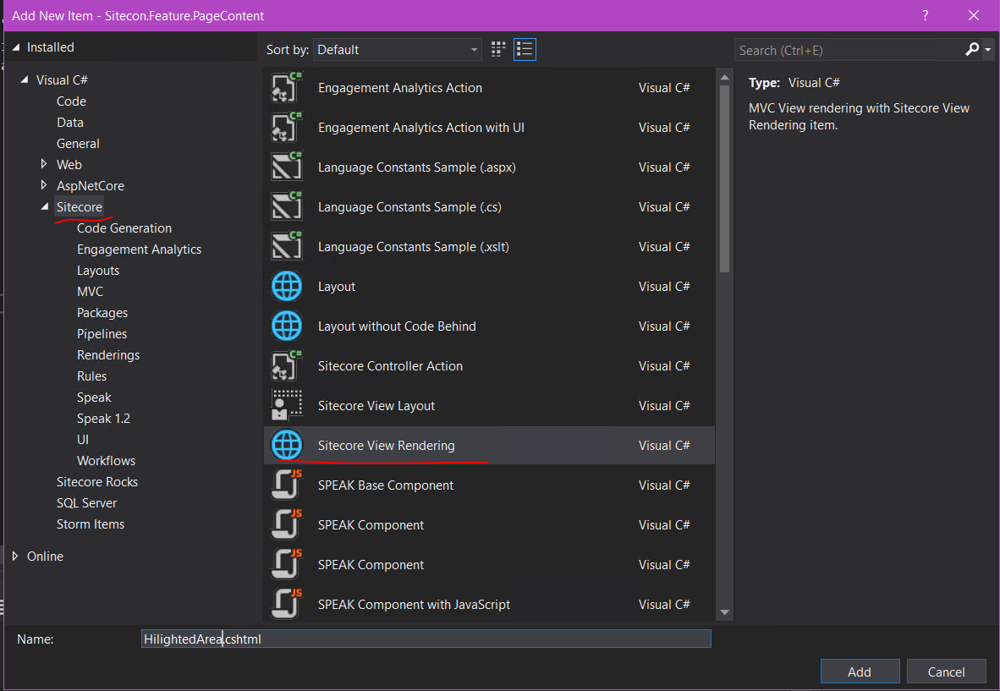 Add New Item - Sitecon.Feature.PageContent
?
Installed
Sort by: Default
Search (Ctrl+E)
Visual C#
Code
Data
General
Web
AspNetCore
Sitecore
Code Generation
Engagement Analytics
Layouts
MVC
Packages
Pipelines
Renderings
Rules
Speak
Speak 1.2
UI
Workflows
Sitecore Rocks
SQL Server
Storm Items
Online
Engagement Analytics Action Visual C#
Engagement Analytics Action with UI Visual C#
Language Constants Sample (.aspx) Visual C#
Language Constants Sample (.cs) Visual C#
Language Constants Sample (.xslt) Visual C#
Layout Visual C#
Layout without Code Behind Visual C#
Sitecore Controller Action Visual C#
Sitecore View Layout Visual C#
Sitecore View Rendering Visual C#
SPEAK Base Component Visual C#
SPEAK Component Visual C#
SPEAK Component Visual C#
SPEAK Component with JavaScript Visual C#
Type: Visual C#
MVC View rendering with Sitecore View
Rendering item.
Name: HilightedArea.cshtml
Add Cancel